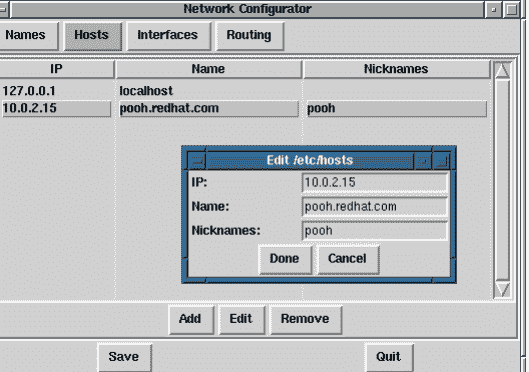 Network Configurator
Names Hosts Interfaces Routing
IP Name Nicknames
127.0.0.1 localhost
10.0.2.15 pooh.redhat.com pooh
Edit /etc/hosts
IP: 10.0.2.15
Name: pooh.redhat.com
Nicknames: pooh
Done Cancel
Add Edit Remove
Save Quit